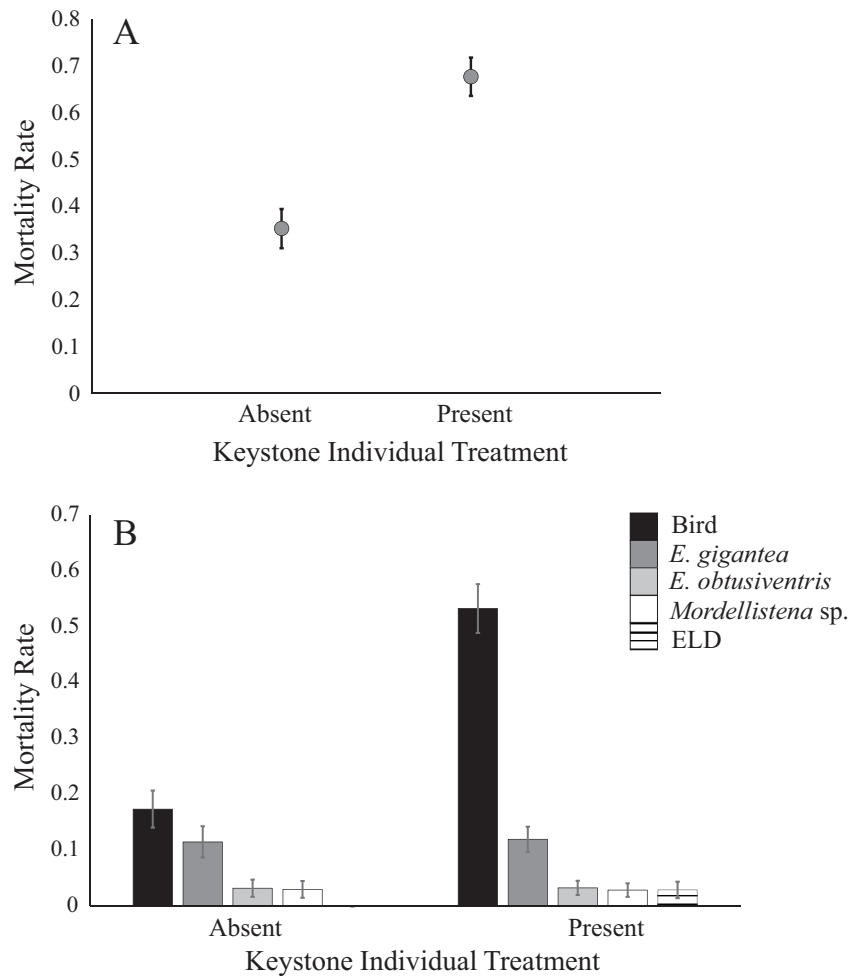 A
0.8
0.7
0.6
0.5
0.4
0.3
0.2
0.1
0
Mortality Rate
Absent Present
Keystone Individual Treatment
B
0.7
0.6
0.5
0.4
0.3
0.2
0.1
0
Mortality Rate
Bird
E. gigantea
E. obtusiventris
Mordellistena sp.
ELD
Absent Present
Keystone Individual Treatment